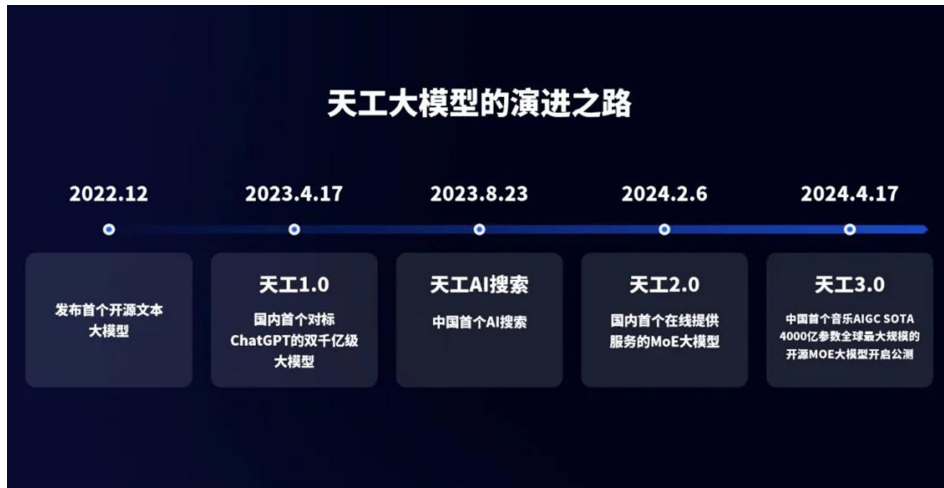 天工大模型的演进之路
2022.12
2023.4.17
2023.8.23
2024.2.6
2024.4.17
发布首个开源文本
大模型
天工1.0
国内首个对标
ChatGPT的双千亿级
大模型
天工AI搜索
中国首个AI搜索
天工2.0
国内首个在线提供
服务的MoE大模型
天工3.0
中国首个音乐AIGC SOTA
4000亿参数全球最大规模的
开源MOE大模型开启公测